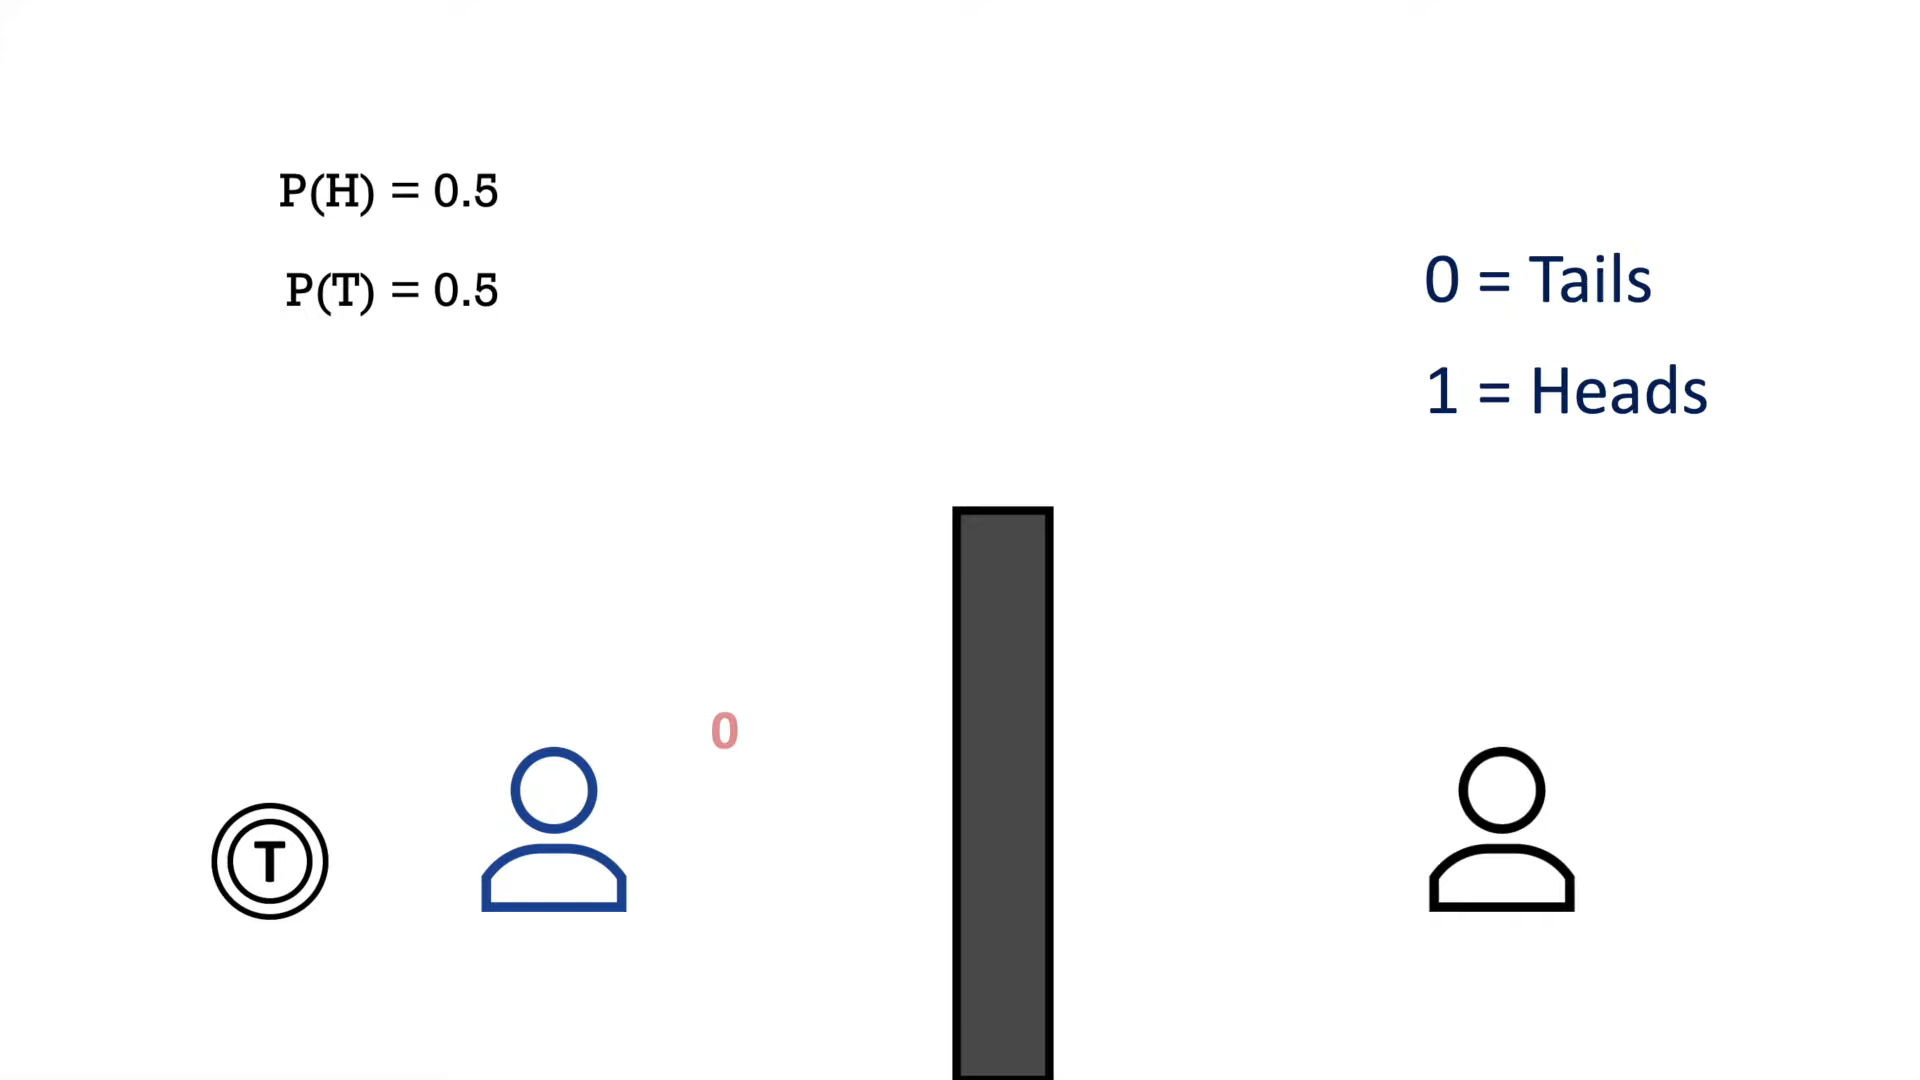 P(H) = 0.5
P(T) = 0.5
0 = Tails
1 = Heads
0
T